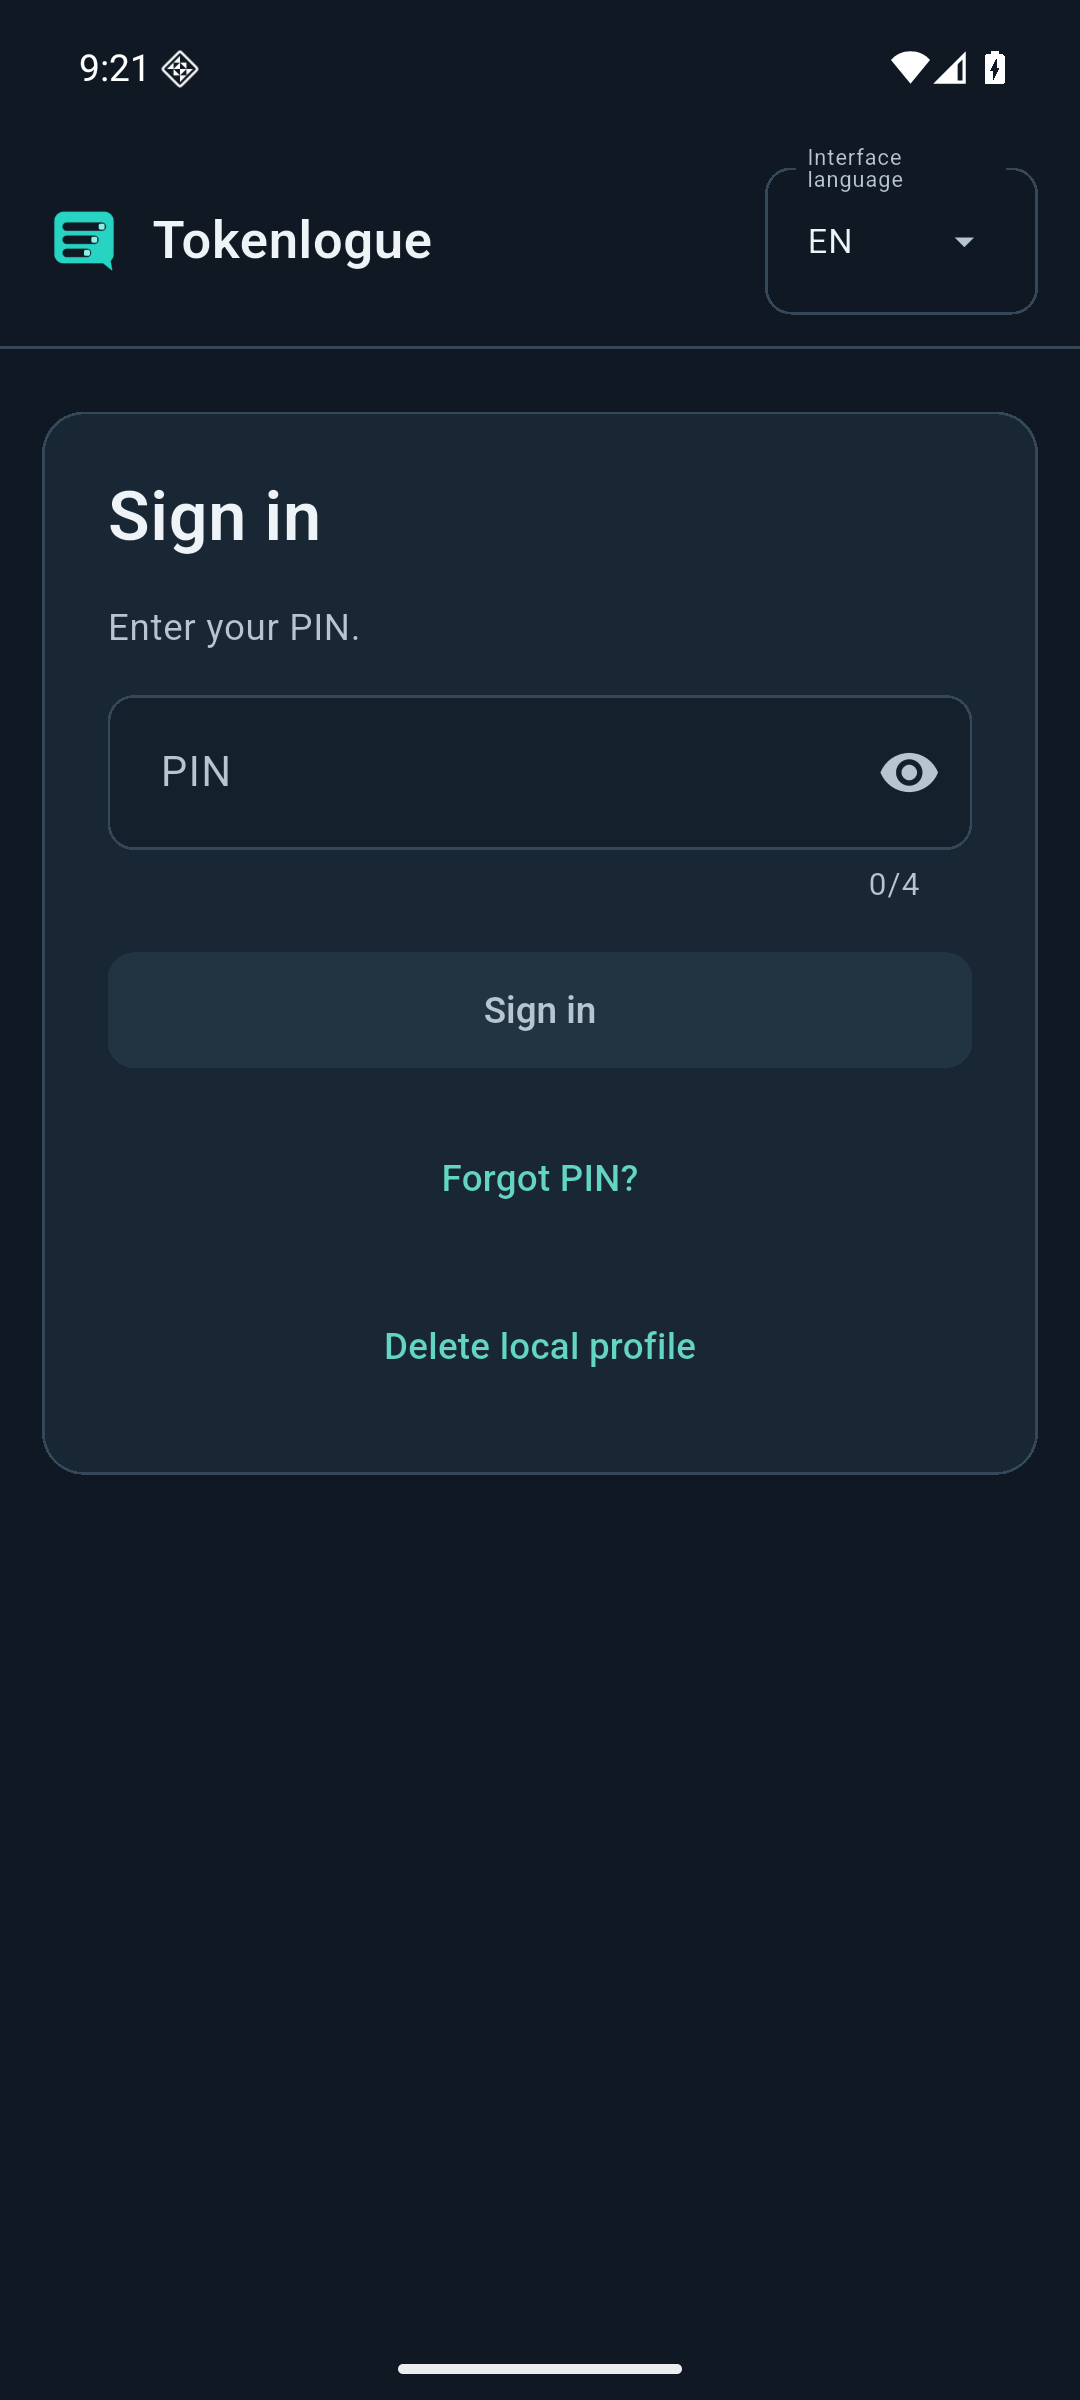 9:21
Interface
language
Tokenlogue
EN
Sign in
Enter your PIN.
PIN
0/4
Sign in
Forgot PIN?
Delete local profile